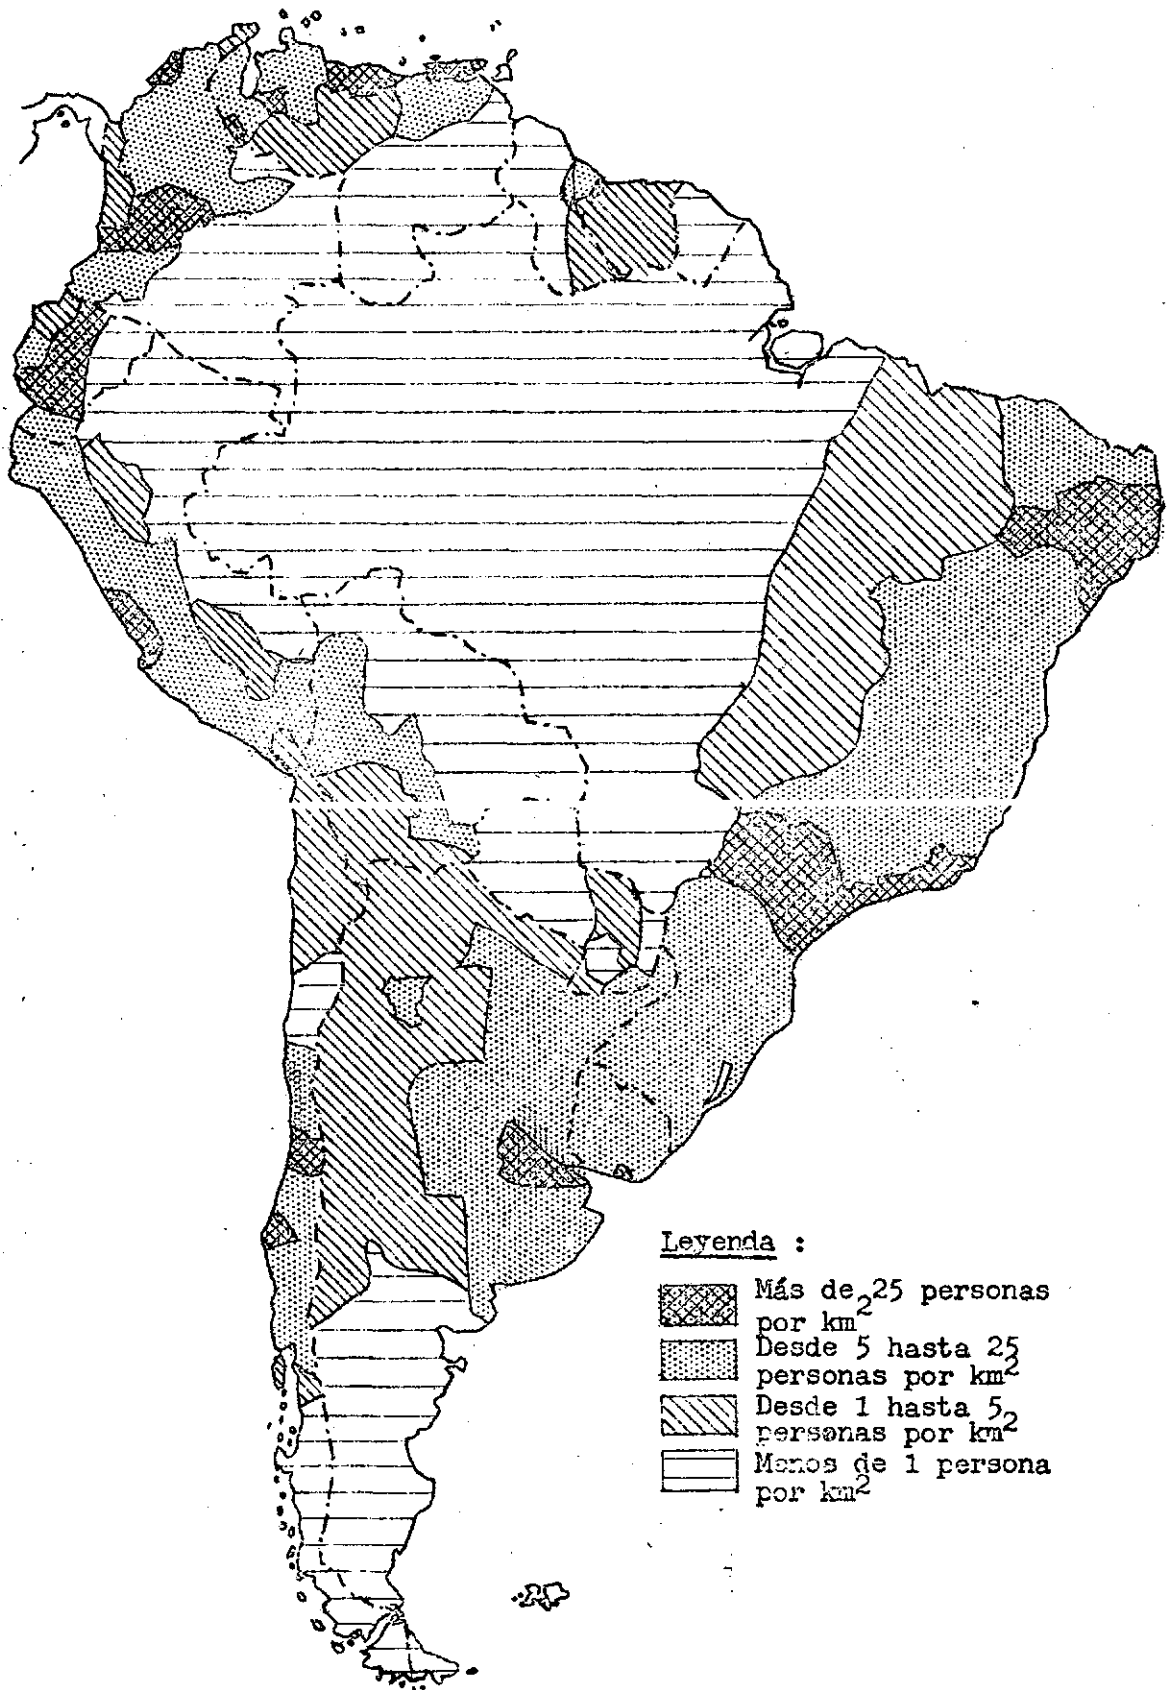 Leyenda :
Más de 25 personas
por km²
Desde 5 hasta 25
personas por km²
Desde 1 hasta 5
personas por km²
Menos de 1 persona
por km²